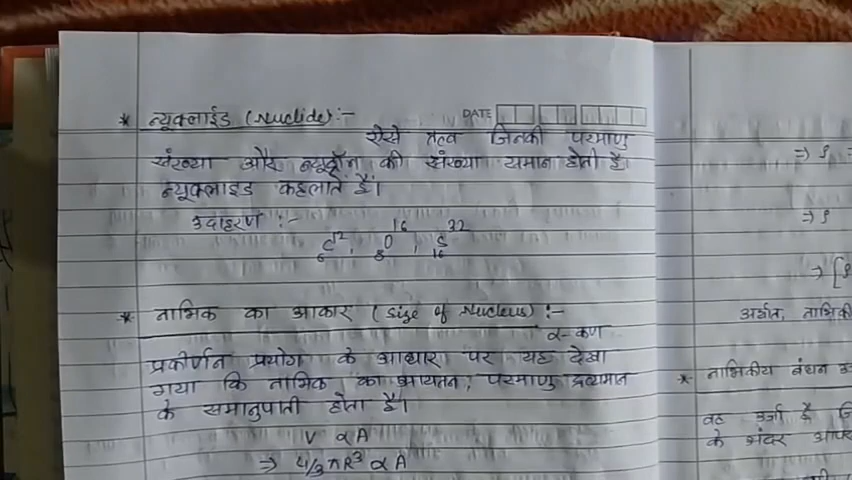 DATE
* न्यूक्लाईड (Nuclide):-
ऐसे तत्व जिनकी परमाणु
संख्या और न्यूट्रॉन की संख्या समान होती है।
न्यूक्लाइड कहलाते हैं।
उदाहरण :-
₆C¹², ₈O¹⁶, ₁₆S³²
* नाभिक का आकार (Size of Nucleus) :-
α-कण
प्रकीर्णन प्रयोग के आधार पर यह देखा
गया कि नाभिक का आयतन, परमाणु द्रव्यमान
के समानुपाती होता है।
V ∝ A
⇒ 4/3 πR³ ∝ A
⇒ ρ
⇒ ρ
⇒ [ρ
अर्थात, नाभिकी
* नाभिकीय बंधन
वह ऊर्जा है
के अंदर